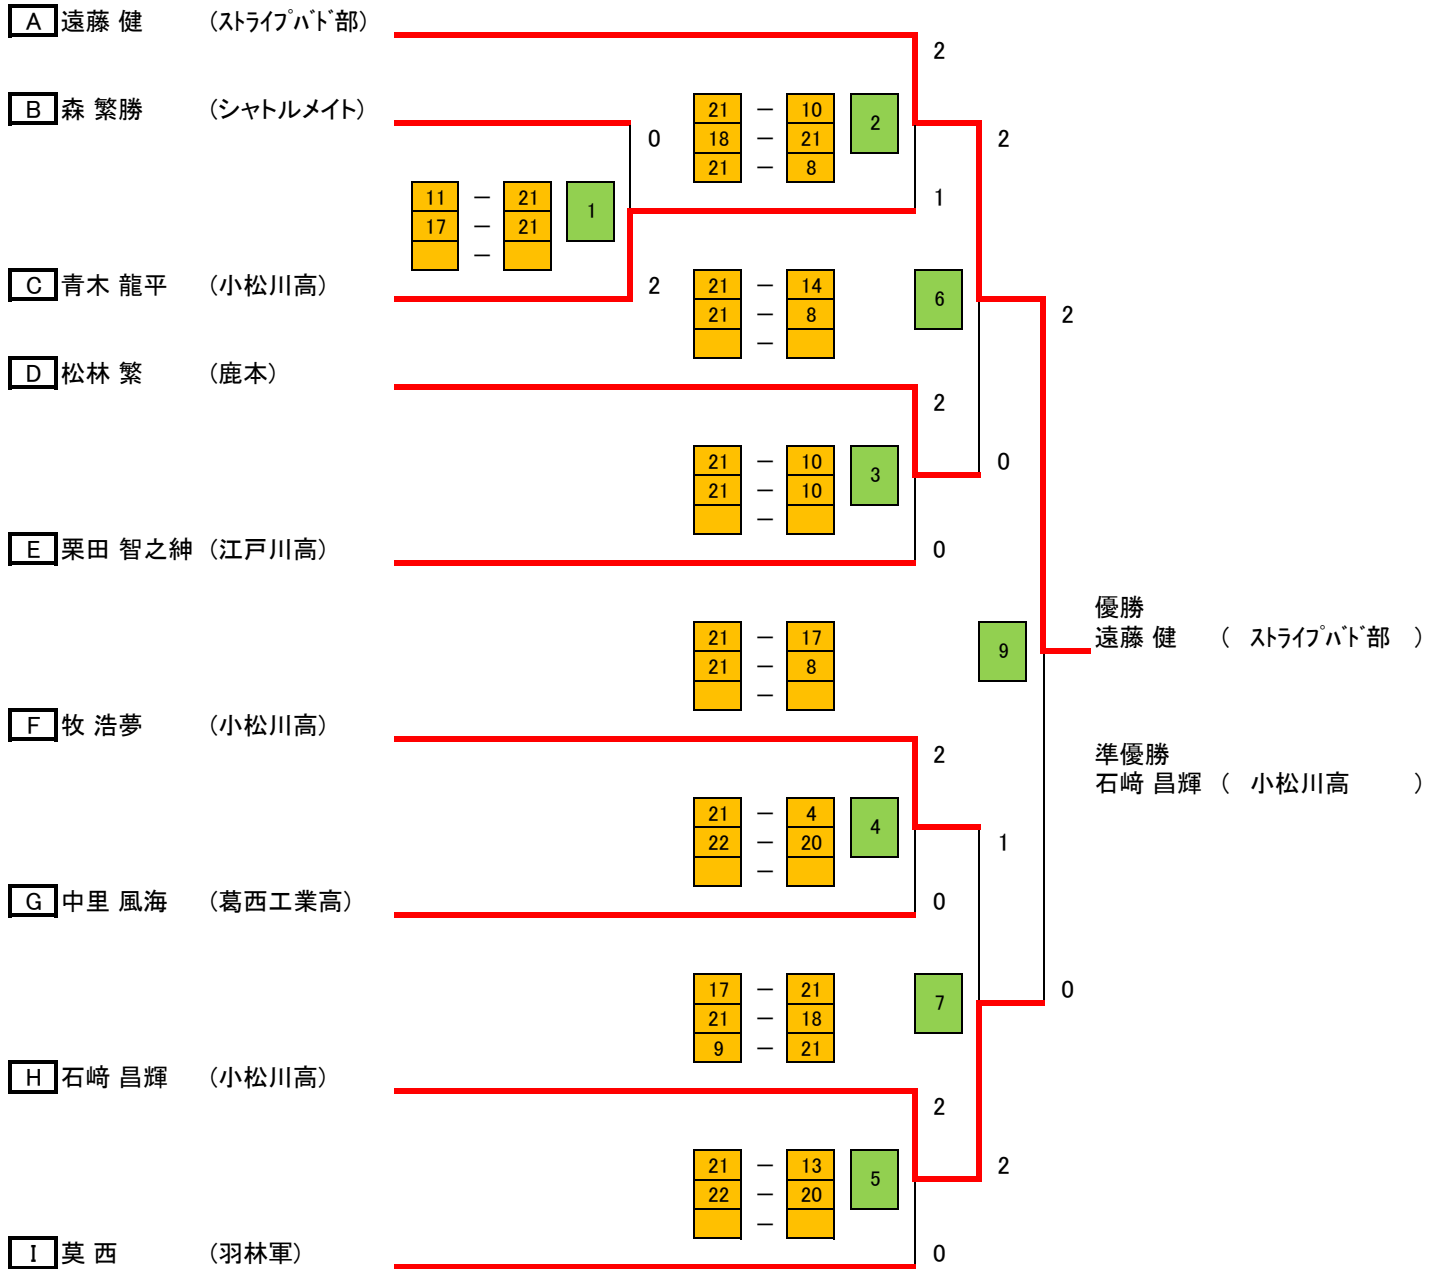 A 遠藤 健 (ｽﾄﾗｲﾌﾟﾊﾞﾄﾞ部)
2
B 森 繁勝 (シャトルメイト)
21 － 10
2
18 － 21
21 － 8
0
2
11 － 21
1
17 － 21
－
1
C 青木 龍平 (小松川高)
2
21 － 14
6
21 － 8
－
2
D 松林 繁 (鹿本)
2
21 － 10
3
21 － 10
－
0
E 栗田 智之紳 (江戸川高)
0
21 － 17
9
21 － 8
－
優勝
遠藤 健 ( ｽﾄﾗｲﾌﾟﾊﾞﾄﾞ部 )
F 牧 浩夢 (小松川高)
2
準優勝
石﨑 昌輝 ( 小松川高 )
21 － 4
4
22 － 20
－
1
G 中里 風海 (葛西工業高)
0
17 － 21
7
21 － 18
9 － 21
0
H 石﨑 昌輝 (小松川高)
2
21 － 13
5
22 － 20
－
2
I 莫 西 (羽林軍)
0